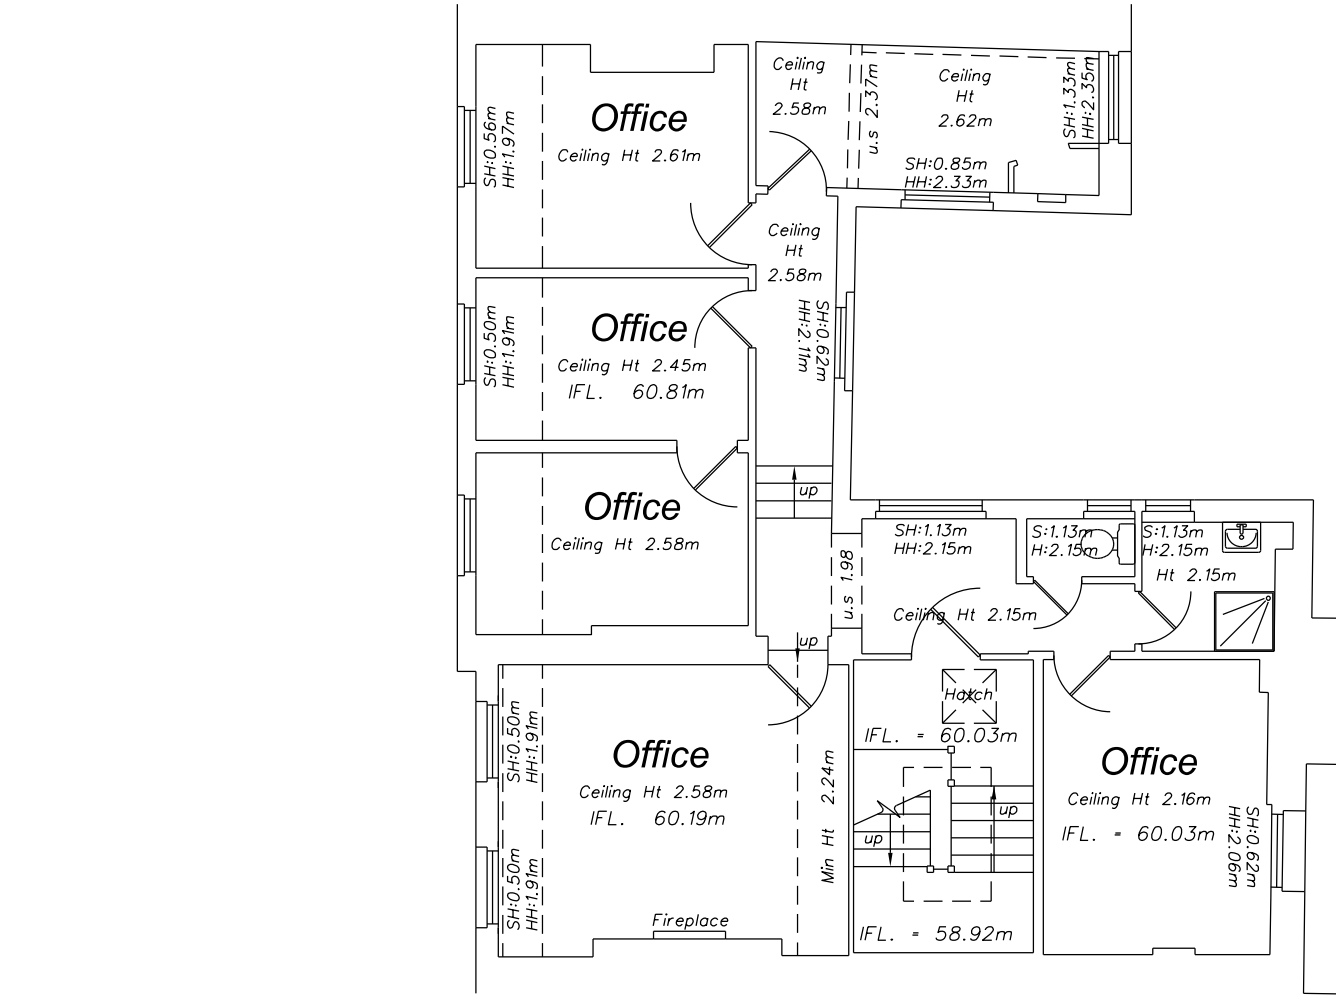 Ceiling
Ht
2.58m
u.s 2.37m
Ceiling
Ht
2.62m
SH:1.33m
HH:2.35m
SH:0.85m
HH:2.33m
SH:0.56m
HH:1.97m
Office
Ceiling Ht 2.61m
Ceiling
Ht
2.58m
SH:0.62m
HH:2.11m
SH:0.50m
HH:1.91m
Office
Ceiling Ht 2.45m
IFL. 60.81m
up
Office
Ceiling Ht 2.58m
u.s 1.98
SH:1.13m
HH:2.15m
S:1.13m
H:2.15m
S:1.13m
H:2.15m
Ht 2.15m
Ceiling Ht 2.15m
up
Hatch
IFL. = 60.03m
SH:0.50m
HH:1.91m
Office
Ceiling Ht 2.58m
IFL. 60.19m
Min Ht 2.24m
up
up
Office
Ceiling Ht 2.16m
IFL. = 60.03m
SH:0.62m
HH:2.06m
SH:0.50m
HH:1.91m
Fireplace
IFL. = 58.92m